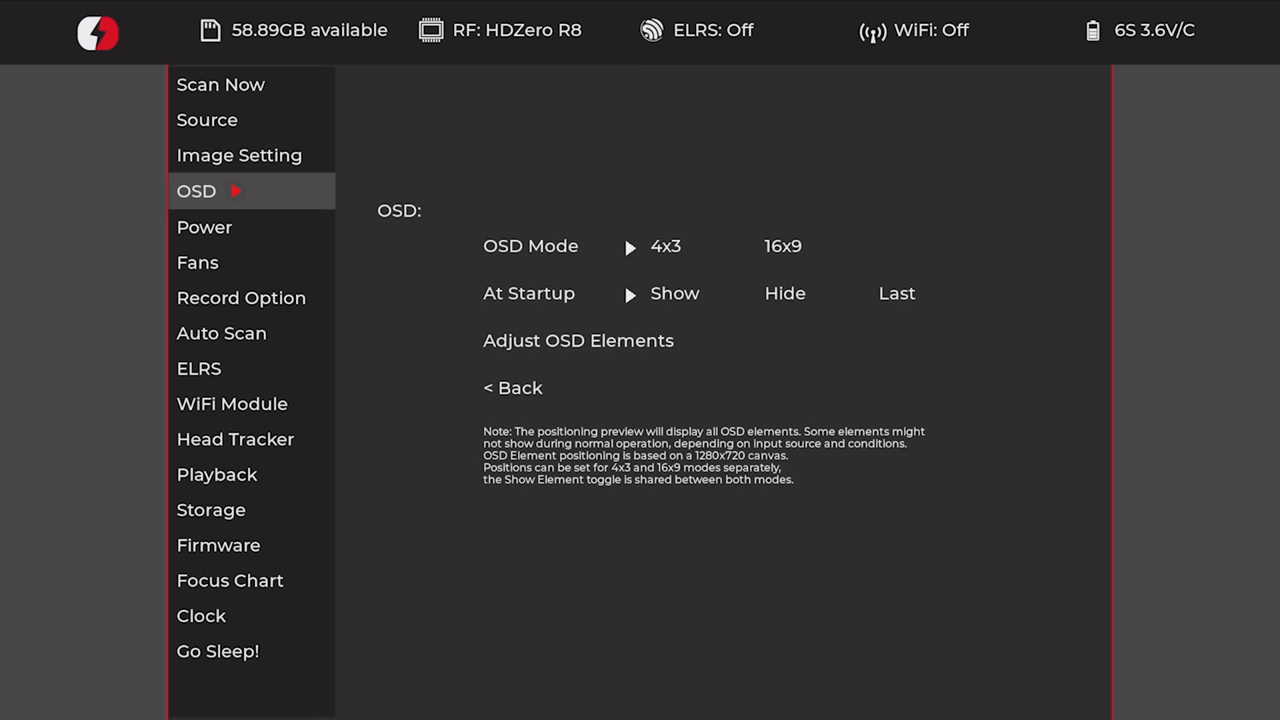 58.89GB available
RF: HDZero R8
ELRS: Off
WiFi: Off
6S 3.6V/C
Scan Now
Source
Image Setting
OSD
Power
Fans
Record Option
Auto Scan
ELRS
WiFi Module
Head Tracker
Playback
Storage
Firmware
Focus Chart
Clock
Go Sleep!
OSD:
OSD Mode 4x3 16x9
At Startup Show Hide Last
Adjust OSD Elements
< Back
Note: The positioning preview will display all OSD elements. Some elements might
not show during normal operation, depending on input source and conditions.
OSD Element positioning is based on a 1280x720 canvas.
Positions can be set for 4x3 and 16x9 modes separately,
the Show Element toggle is shared between both modes.